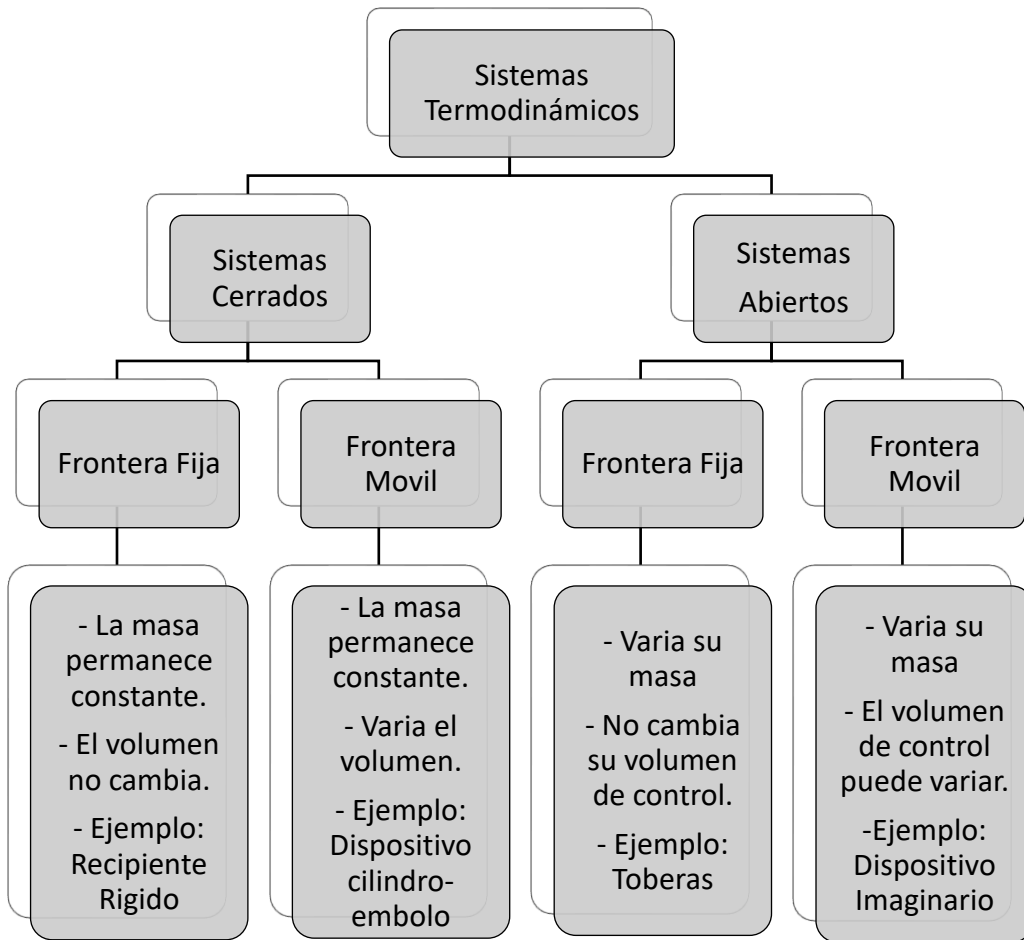 Sistemas
Termodinámicos
Sistemas
Cerrados
Sistemas
Abiertos
Frontera Fija
Frontera
Movil
Frontera Fija
Frontera
Movil
- La masa
permanece
constante.
- El volumen
no cambia.
- Ejemplo:
Recipiente
Rigido
- La masa
permanece
constante.
- Varia el
volumen.
- Ejemplo:
Dispositivo
cilindro-
embolo
- Varia su
masa
- No cambia
su volumen
de control.
- Ejemplo:
Toberas
- Varia su
masa
- El volumen
de control
puede variar.
-Ejemplo:
Dispositivo
Imaginario